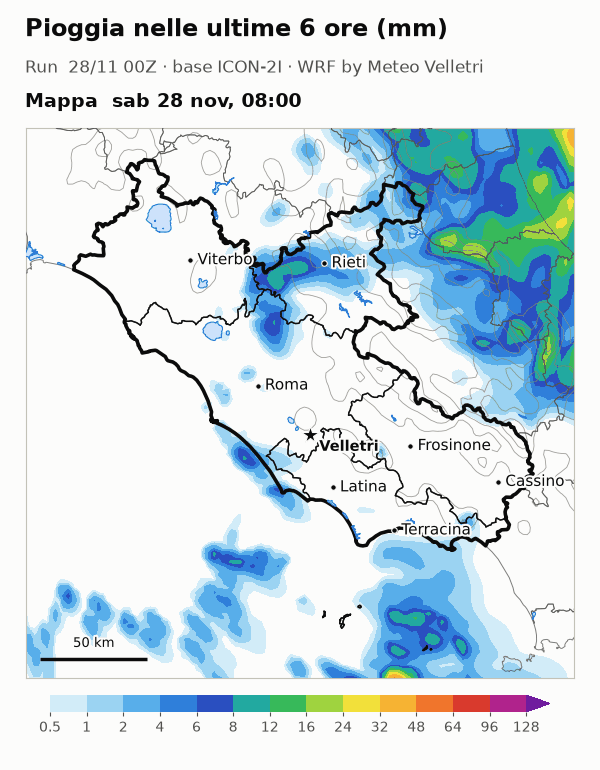 Pioggia nelle ultime 6 ore (mm)
Run  28/11 00Z · base ICON-2I · WRF by Meteo Velletri
Mappa  sab 28 nov, 08:00
Viterbo
Rieti
Roma
Velletri
Frosinone
Cassino
Latina
Terracina
50 km
0.5 1 2 4 6 8 12 16 24 32 48 64 96 128